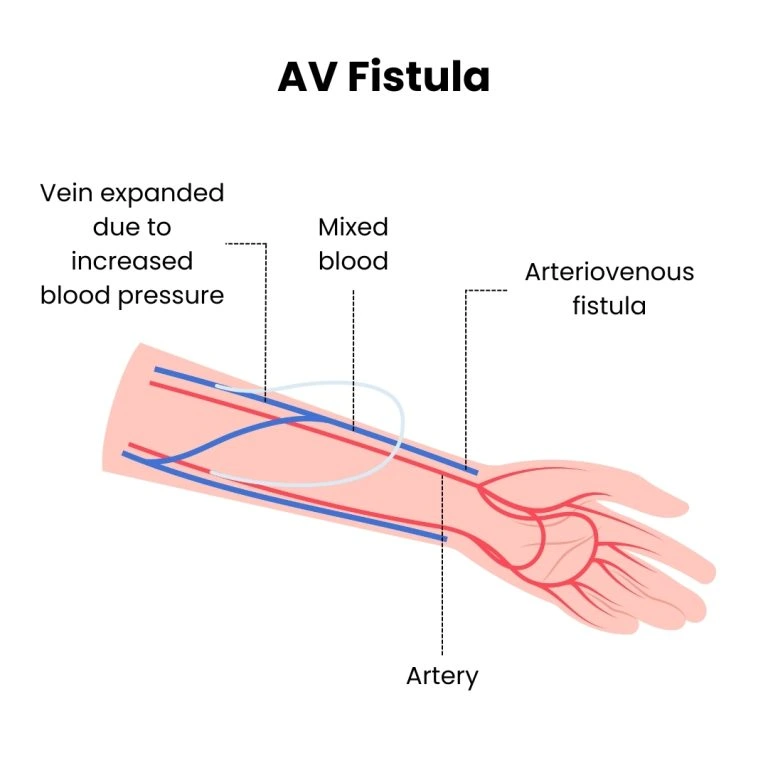 AV Fistula
Vein expanded
due to
increased
blood pressure
Mixed
blood
Arteriovenous
fistula
Artery